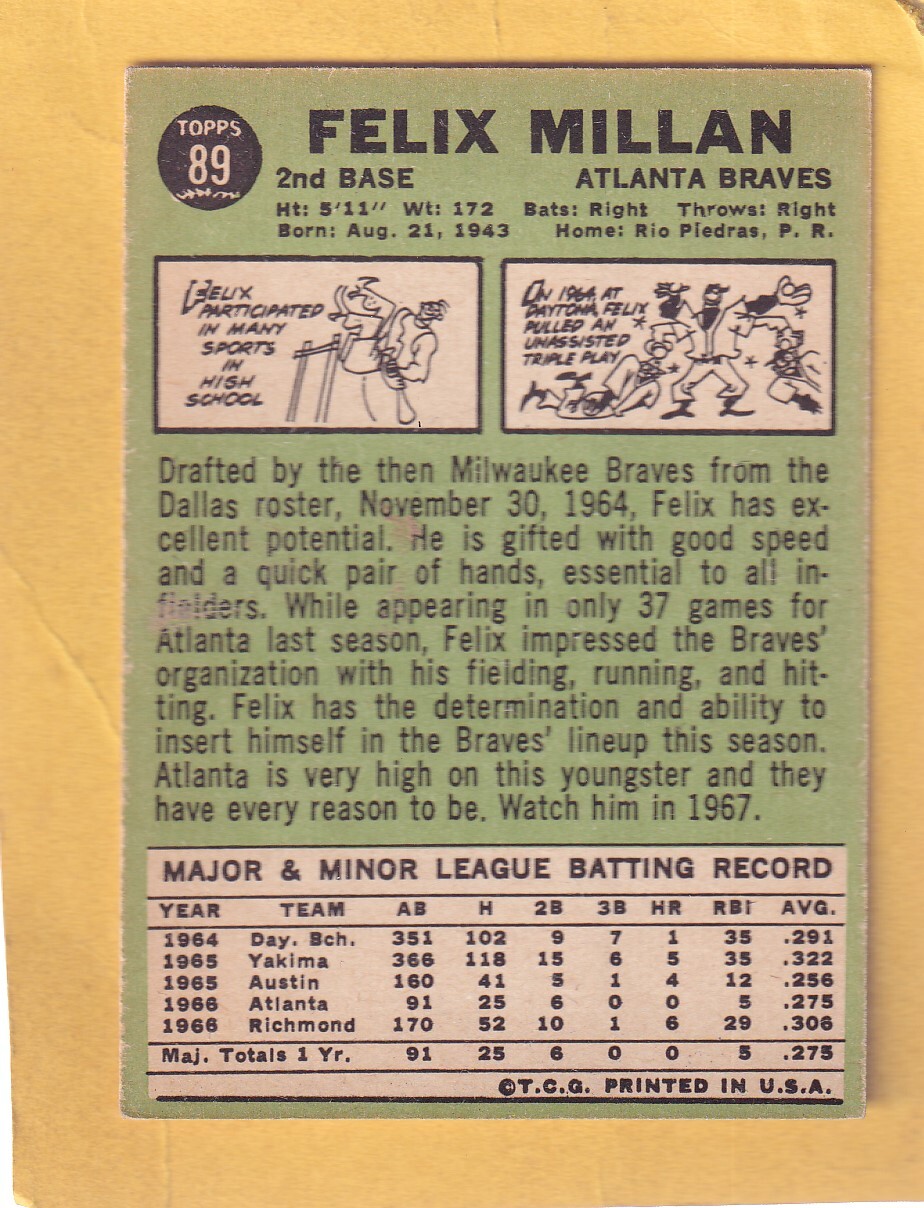 TOPPS
89
FELIX MILLAN
2nd BASE ATLANTA BRAVES
Ht: 5'11" Wt: 172 Bats: Right Throws: Right
Born: Aug. 21, 1943 Home: Rio Piedras, P. R.
FELIX
PARTICIPATED
IN MANY
SPORTS
IN
HIGH
SCHOOL
IN 1964, AT
DAYTONA, FELIX
PULLED AN
UNASSISTED
TRIPLE PLAY
Drafted by the then Milwaukee Braves from the
Dallas roster, November 30, 1964, Felix has ex-
cellent potential. He is gifted with good speed
and a quick pair of hands, essential to all in-
fielders. While appearing in only 37 games for
Atlanta last season, Felix impressed the Braves'
organization with his fielding, running, and hit-
ting. Felix has the determination and ability to
insert himself in the Braves' lineup this season.
Atlanta is very high on this youngster and they
have every reason to be. Watch him in 1967.
MAJOR & MINOR LEAGUE BATTING RECORD
YEAR TEAM AB H 2B 3B HR RBI AVG.
1964 Day. Bch. 351 102 9 7 1 35 .291
1965 Yakima 366 118 15 6 5 35 .322
1965 Austin 160 41 5 1 4 12 .256
1966 Atlanta 91 25 6 0 0 5 .275
1966 Richmond 170 52 10 1 6 29 .306
Maj. Totals 1 Yr. 91 25 6 0 0 5 .275
©T.C.G. PRINTED IN U.S.A.